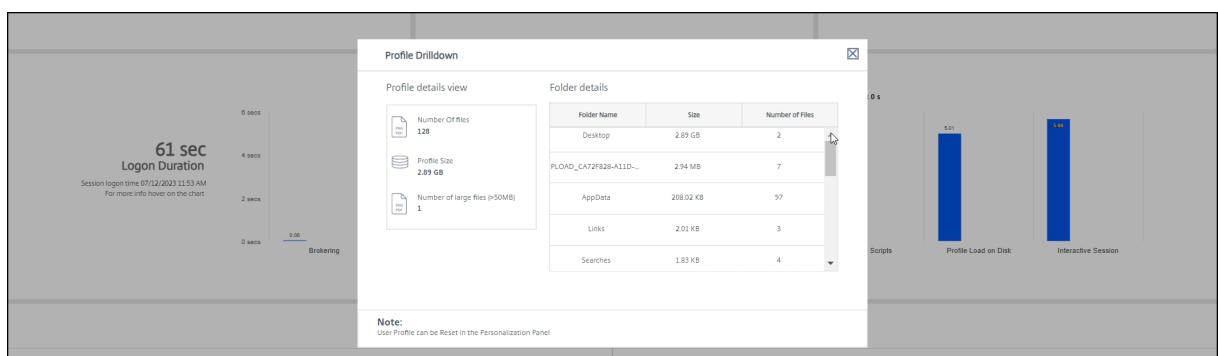 Profile Drilldown
Profile details view
Number Of files
128
Profile Size
2.89 GB
Number of large files (>50MB)
1
Folder details
Folder Name Size Number of Files
Desktop 2.89 GB 2
PLOAD_CA72F828-A11D-... 2.94 MB 7
AppData 208.02 KB 97
Links 2.01 KB 3
Searches 1.83 KB 4
Note:
User Profile can be Reset in the Personalization Panel
61 sec
Logon Duration
Session logon time 07/12/2023 11:53 AM
For more info hover on the chart
6 secs
4 secs
2 secs
0 secs
Brokering
0 s
5.01
Scripts
Profile Load on Disk
Interactive Session